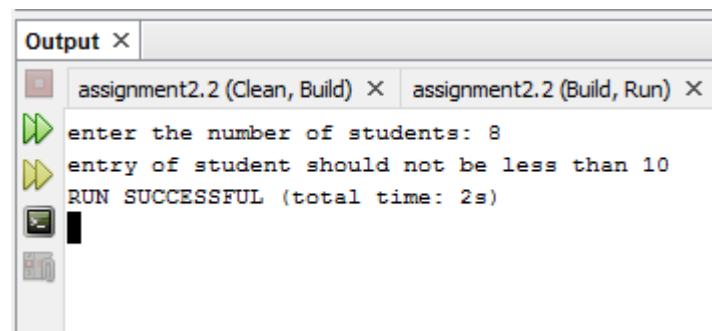 Output ×
assignment2.2 (Clean, Build) × assignment2.2 (Build, Run) ×
enter the number of students: 8
entry of student should not be less than 10
RUN SUCCESSFUL (total time: 2s)